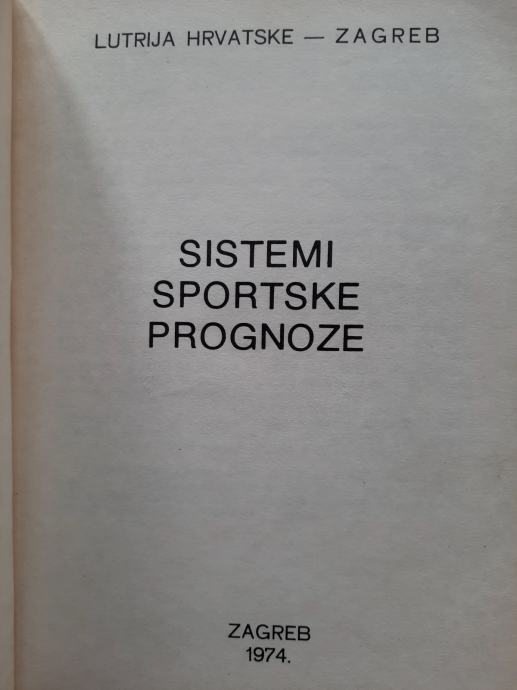 LUTRIJA HRVATSKE — ZAGREB
SISTEMI
SPORTSKE
PROGNOZE
ZAGREB
1974.